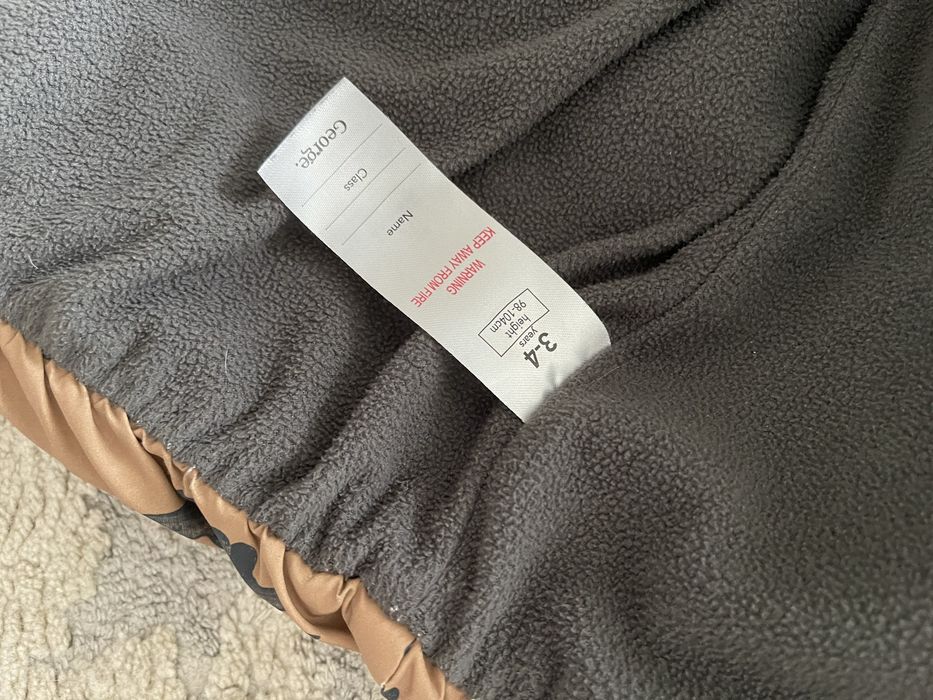 3-4
years
height
98-104cm
WARNING
KEEP AWAY FROM FIRE
Name
Class
George.